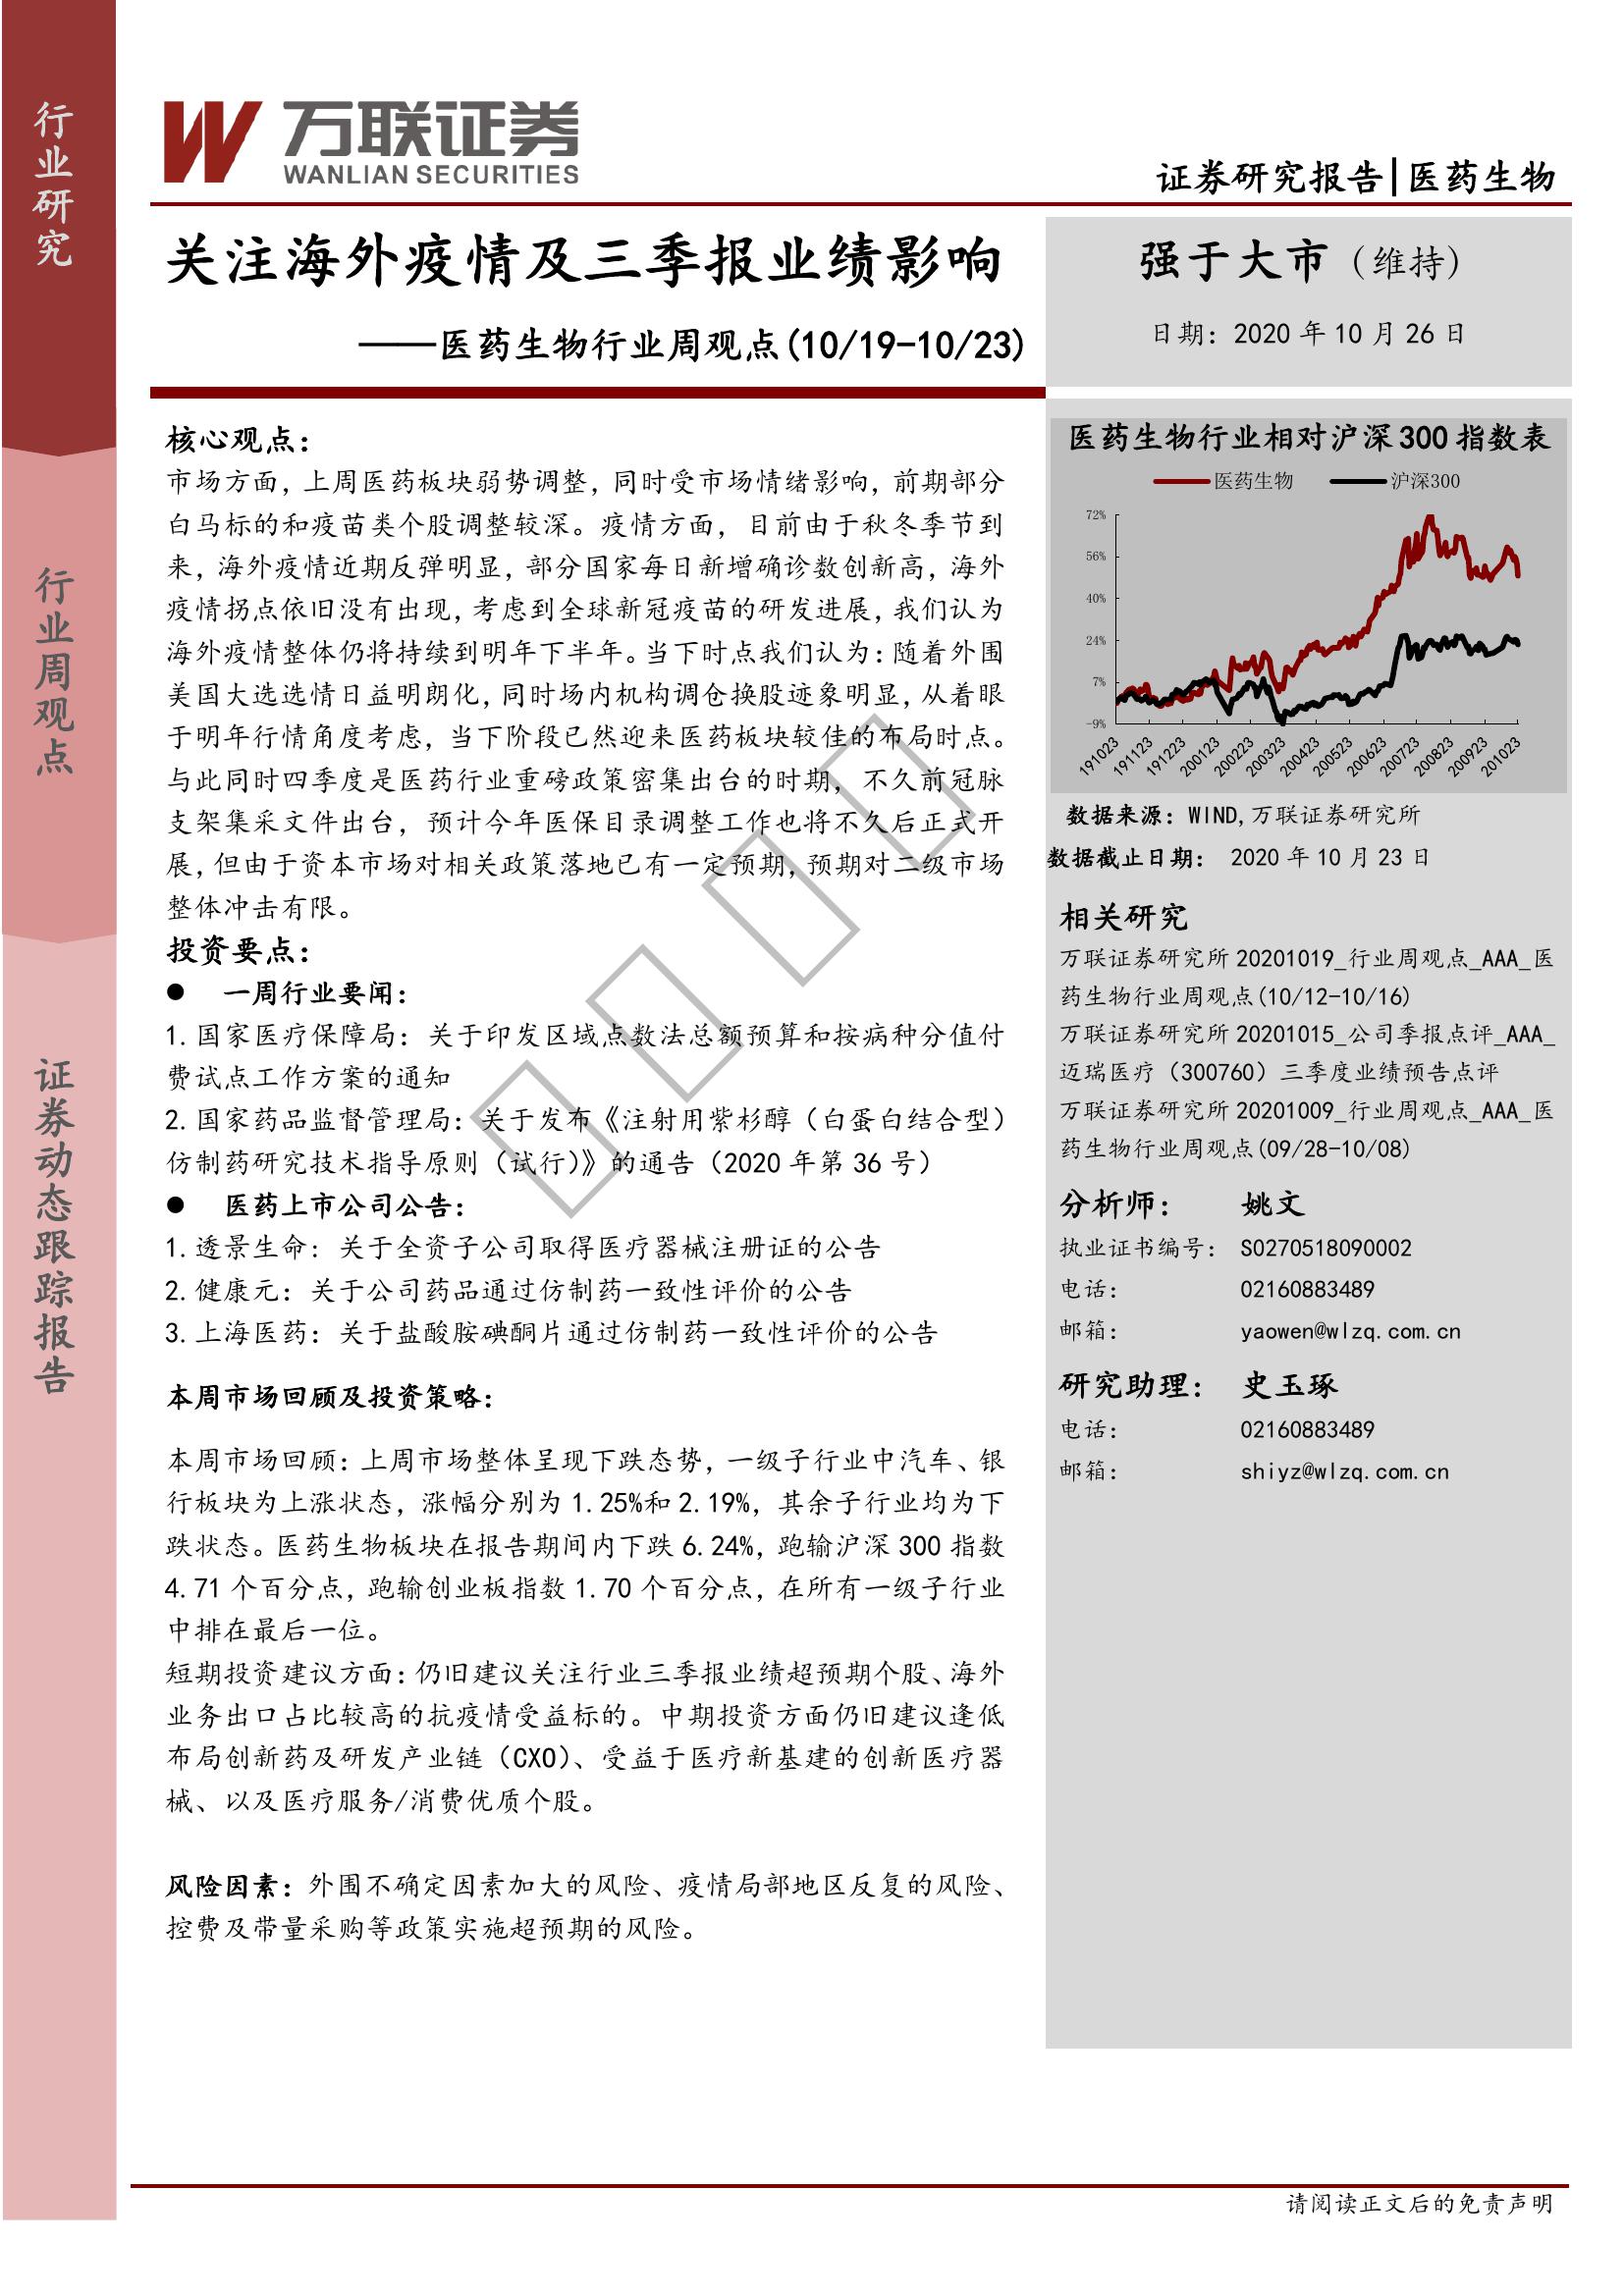 行业研究
行业周观点
证券动态跟踪报告
万联证券
WANLIAN SECURITIES
证券研究报告|医药生物
关注海外疫情及三季报业绩影响
——医药生物行业周观点(10/19-10/23)
强于大市（维持）
日期：2020 年 10 月 26 日
核心观点：
市场方面，上周医药板块弱势调整，同时受市场情绪影响，前期部分
白马标的和疫苗类个股调整较深。疫情方面，目前由于秋冬季节到
来，海外疫情近期反弹明显，部分国家每日新增确诊数创新高，海外
疫情拐点依旧没有出现，考虑到全球新冠疫苗的研发进展，我们认为
海外疫情整体仍将持续到明年下半年。当下时点我们认为：随着外围
美国大选选情日益明朗化，同时场内机构调仓换股迹象明显，从着眼
于明年行情角度考虑，当下阶段已然迎来医药板块较佳的布局时点。
与此同时四季度是医药行业重磅政策密集出台的时期，不久前冠脉
支架集采文件出台，预计今年医保目录调整工作也将不久后正式开
展，但由于资本市场对相关政策落地已有一定预期，预期对二级市场
整体冲击有限。
投资要点：
● 一周行业要闻：
1.国家医疗保障局：关于印发区域点数法总额预算和按病种分值付
费试点工作方案的通知
2.国家药品监督管理局：关于发布《注射用紫杉醇（白蛋白结合型）
仿制药研究技术指导原则（试行）》的通告（2020 年第 36 号）
● 医药上市公司公告：
1.透景生命：关于全资子公司取得医疗器械注册证的公告
2.健康元：关于公司药品通过仿制药一致性评价的公告
3.上海医药：关于盐酸胺碘酮片通过仿制药一致性评价的公告
本周市场回顾及投资策略：
本周市场回顾：上周市场整体呈现下跌态势，一级子行业中汽车、银
行板块为上涨状态，涨幅分别为 1.25%和 2.19%，其余子行业均为下
跌状态。医药生物板块在报告期间内下跌 6.24%，跑输沪深 300 指数
4.71 个百分点，跑输创业板指数 1.70 个百分点，在所有一级子行业
中排在最后一位。
短期投资建议方面：仍旧建议关注行业三季报业绩超预期个股、海外
业务出口占比较高的抗疫情受益标的。中期投资方面仍旧建议逢低
布局创新药及研发产业链（CXO）、受益于医疗新基建的创新医疗器
械、以及医疗服务/消费优质个股。
风险因素：外围不确定因素加大的风险、疫情局部地区反复的风险、
控费及带量采购等政策实施超预期的风险。
医药生物行业相对沪深 300 指数表
医药生物 沪深300
72%
56%
40%
24%
7%
-9%
191023 191123 191223 200123 200223 200323 200423 200523 200623 200723 200823 200923 201023
数据来源：WIND,万联证券研究所
数据截止日期： 2020 年 10 月 23 日
相关研究
万联证券研究所 20201019_行业周观点_AAA_医
药生物行业周观点(10/12-10/16)
万联证券研究所 20201015_公司季报点评_AAA_
迈瑞医疗（300760）三季度业绩预告点评
万联证券研究所 20201009_行业周观点_AAA_医
药生物行业周观点(09/28-10/08)
分析师： 姚文
执业证书编号： S0270518090002
电话： 02160883489
邮箱： yaowen@wlzq.com.cn
研究助理： 史玉琢
电话： 02160883489
邮箱： shiyz@wlzq.com.cn
请阅读正文后的免责声明